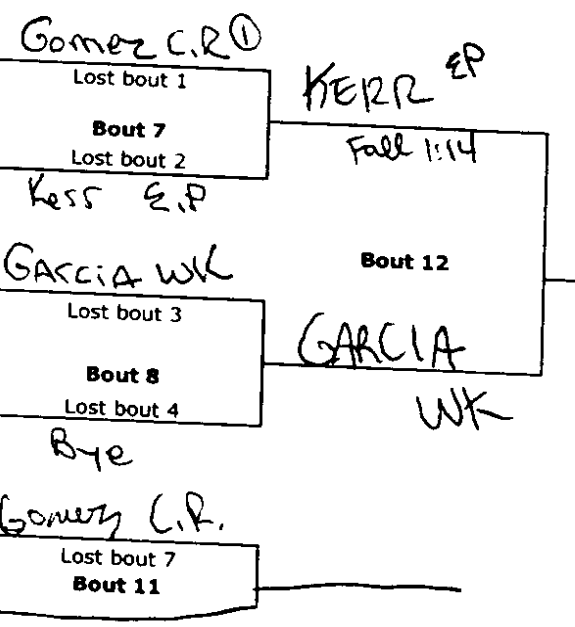 Gomez C.R ①
Lost bout 1
KERR EP
Bout 7
Fall 1:14
Lost bout 2
Kerr E.P
Bout 12
GARCIA WK
Lost bout 3
GARCIA
Bout 8
WK
Lost bout 4
Bye
Gomez C.R.
Lost bout 7
Bout 11